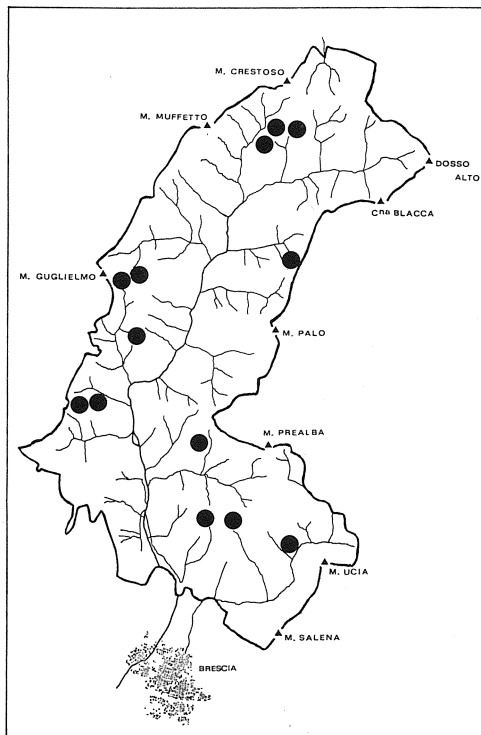 M. CRESTOSO
M. MUFFETTO
DOSSO
ALTO
Cna BLACCA
M. GUGLIELMO
M. PALO
M. PREALBA
M. UCIA
M. SALENA
BRESCIA